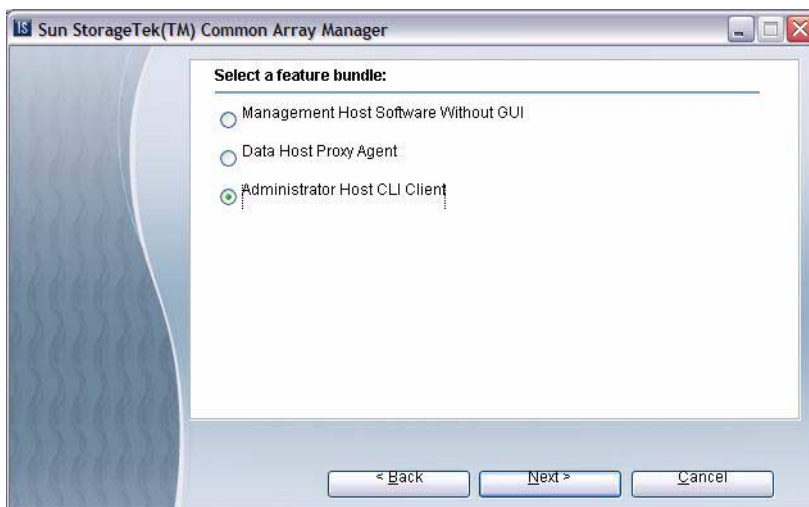 IS Sun StorageTek(TM) Common Array Manager
Select a feature bundle:
Management Host Software Without GUI
Data Host Proxy Agent
Administrator Host CLI Client
< Back Next > Cancel